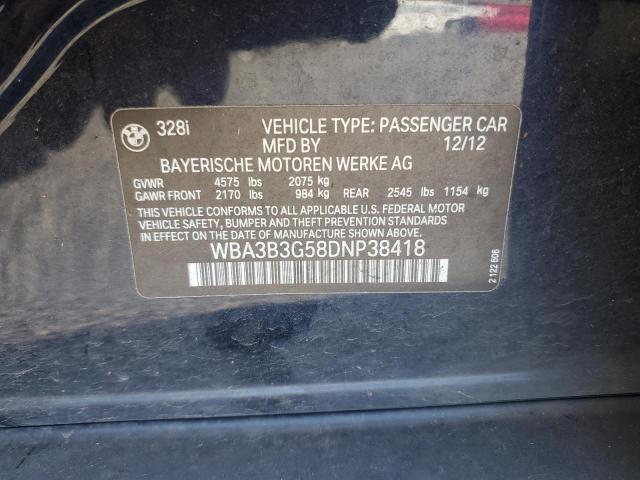 BMW 328i VEHICLE TYPE: PASSENGER CAR
MFD BY 12/12
BAYERISCHE MOTOREN WERKE AG
GVWR 4575 lbs 2075 kg
GAWR FRONT 2170 lbs 984 kg REAR 2545 lbs 1154 kg
THIS VEHICLE CONFORMS TO ALL APPLICABLE U.S. FEDERAL MOTOR
VEHICLE SAFETY, BUMPER AND THEFT PREVENTION STANDARDS
IN EFFECT ON THE DATE OF MANUFACTURE SHOWN ABOVE.
WBA3B3G58DNP38418
2 122 606